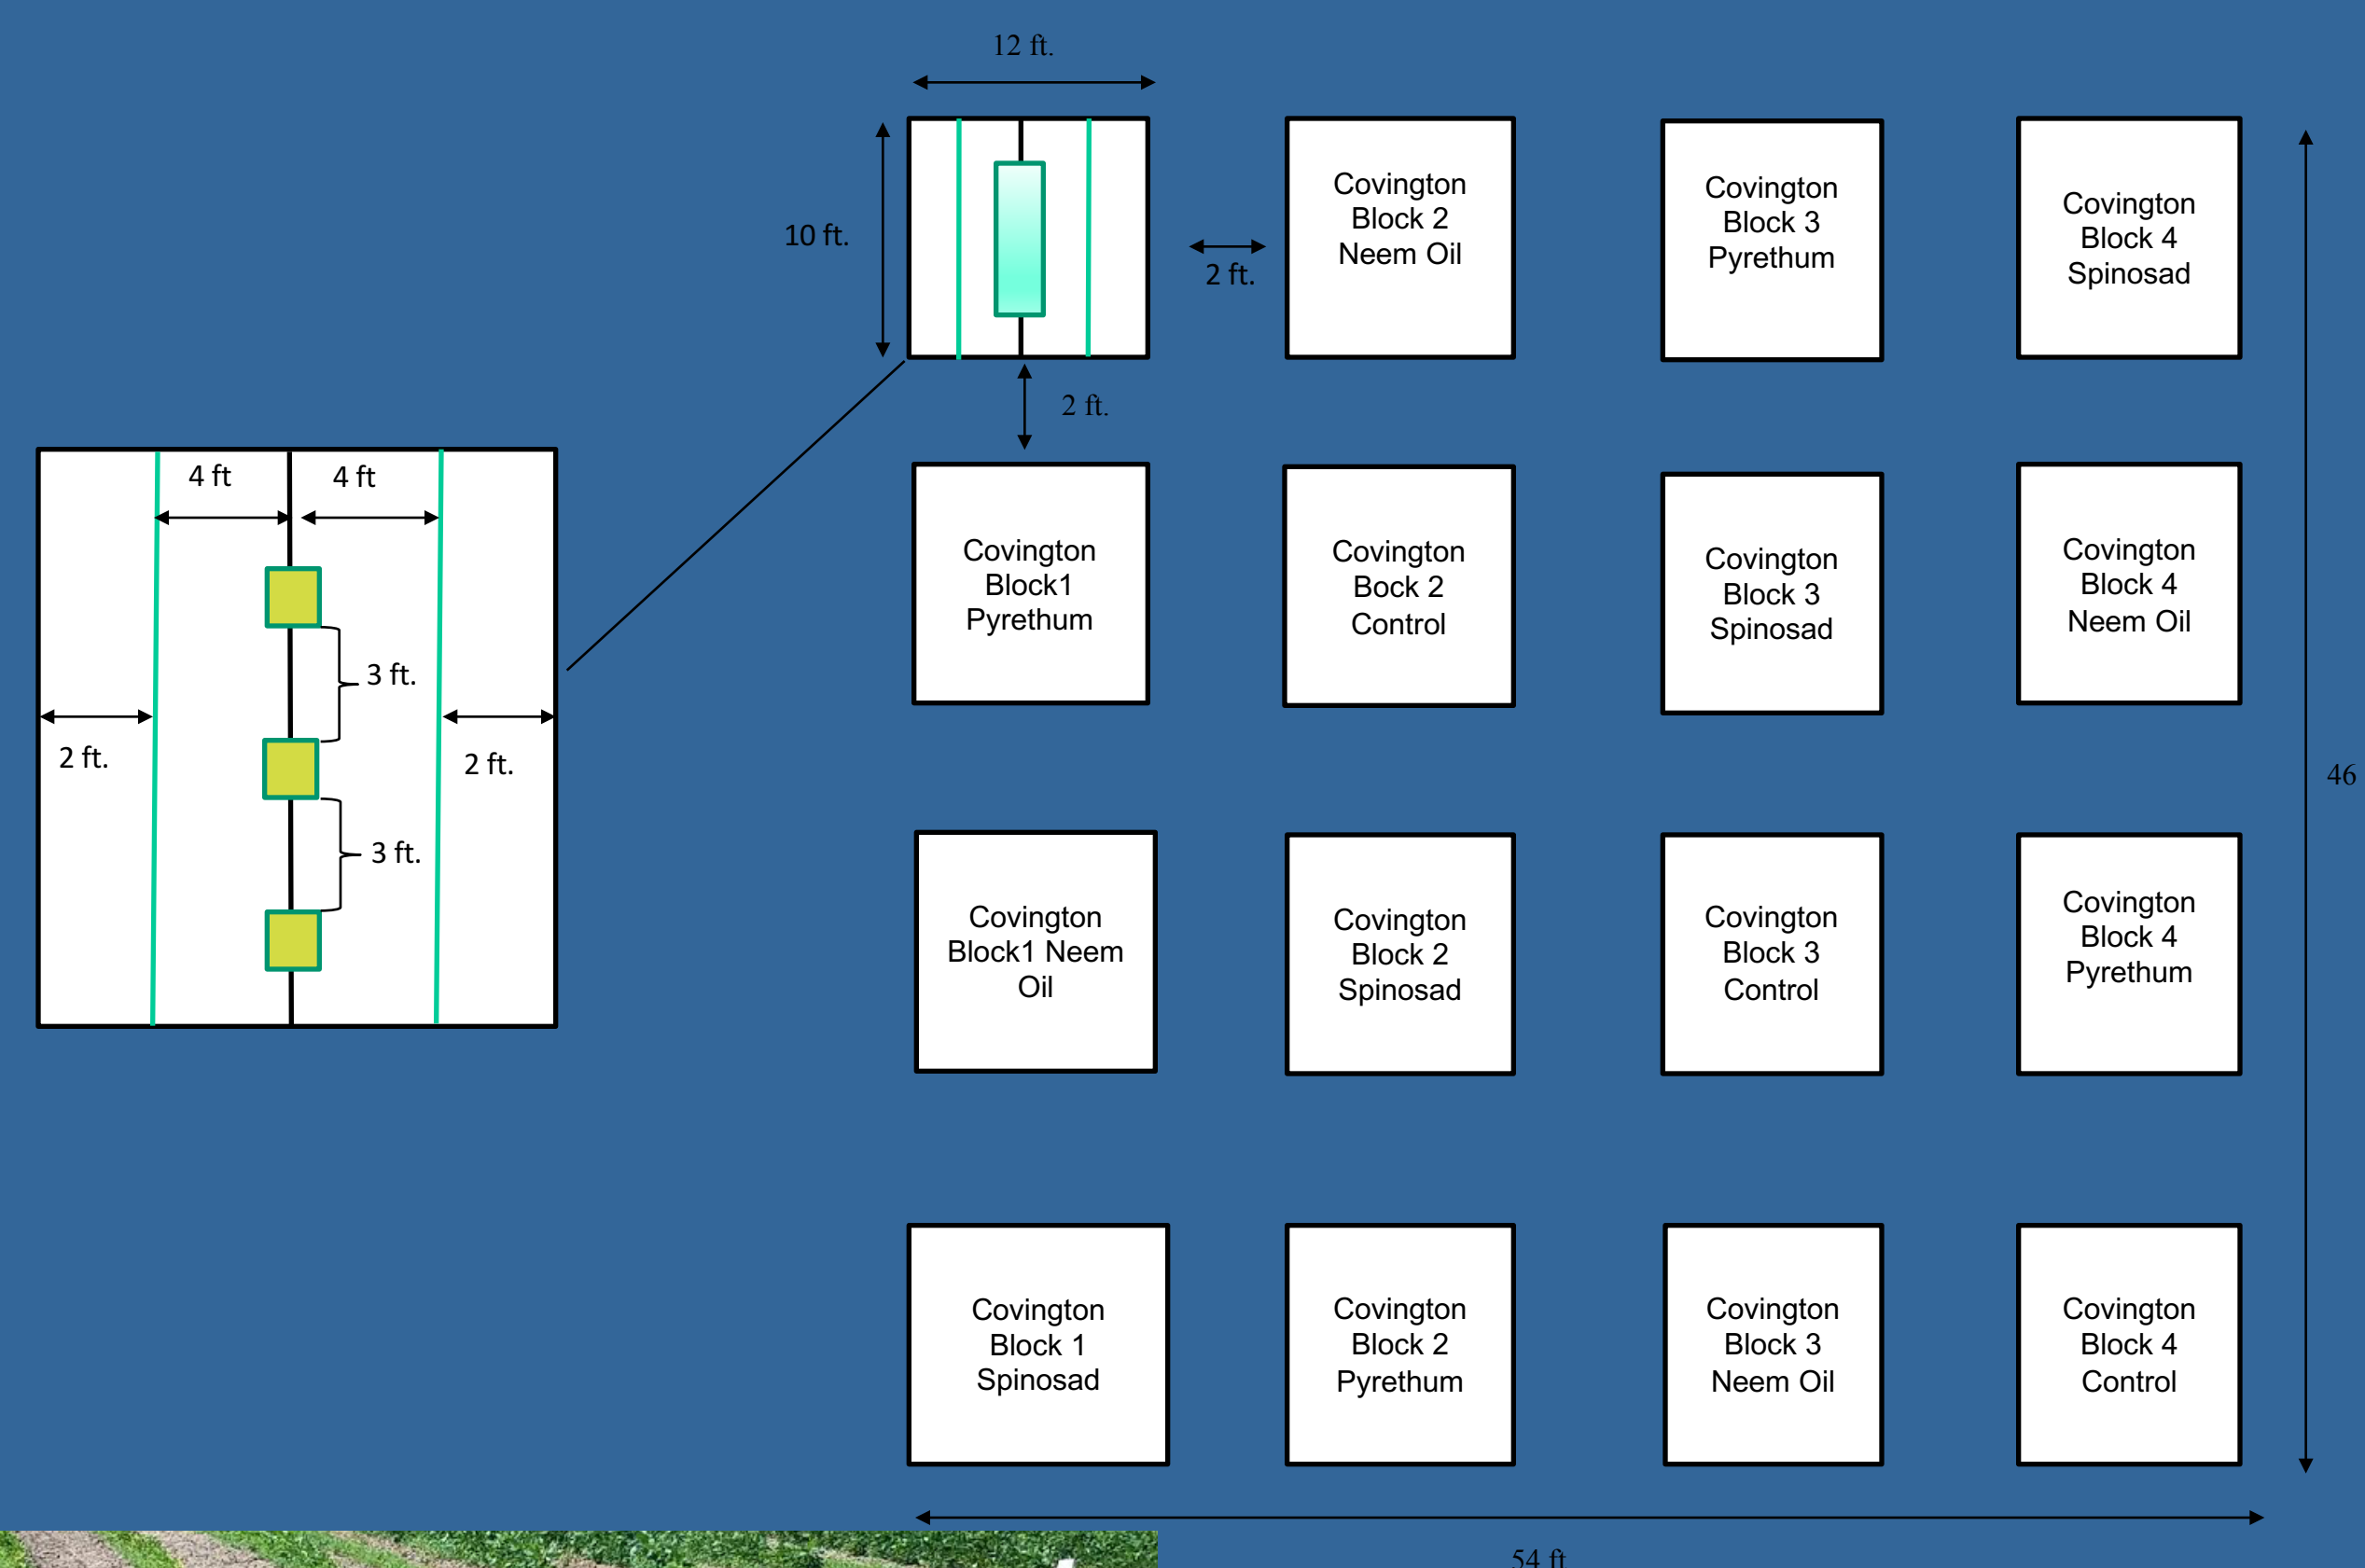 12 ft.
10 ft.
2 ft.
2 ft.
Covington
Block 2
Neem Oil
Covington
Block 3
Pyrethum
Covington
Block 4
Spinosad
4 ft
4 ft
3 ft.
3 ft.
2 ft.
2 ft.
Covington
Block1
Pyrethum
Covington
Bock 2
Control
Covington
Block 3
Spinosad
Covington
Block 4
Neem Oil
46
Covington
Block1 Neem
Oil
Covington
Block 2
Spinosad
Covington
Block 3
Control
Covington
Block 4
Pyrethum
Covington
Block 1
Spinosad
Covington
Block 2
Pyrethum
Covington
Block 3
Neem Oil
Covington
Block 4
Control
54 ft